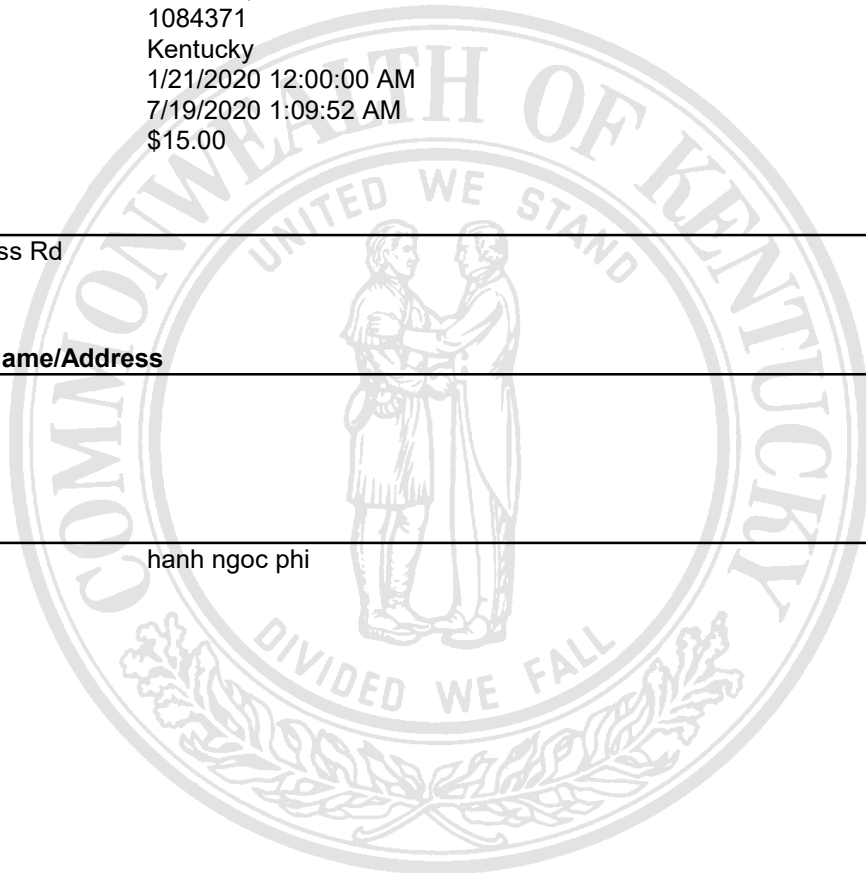 1084371
Kentucky
1/21/2020 12:00:00 AM
7/19/2020 1:09:52 AM
$15.00
COMMONWEALTH OF KENTUCKY
UNITED WE STAND
ss Rd
ame/Address
hanh ngoc phi
DIVIDED WE FALL